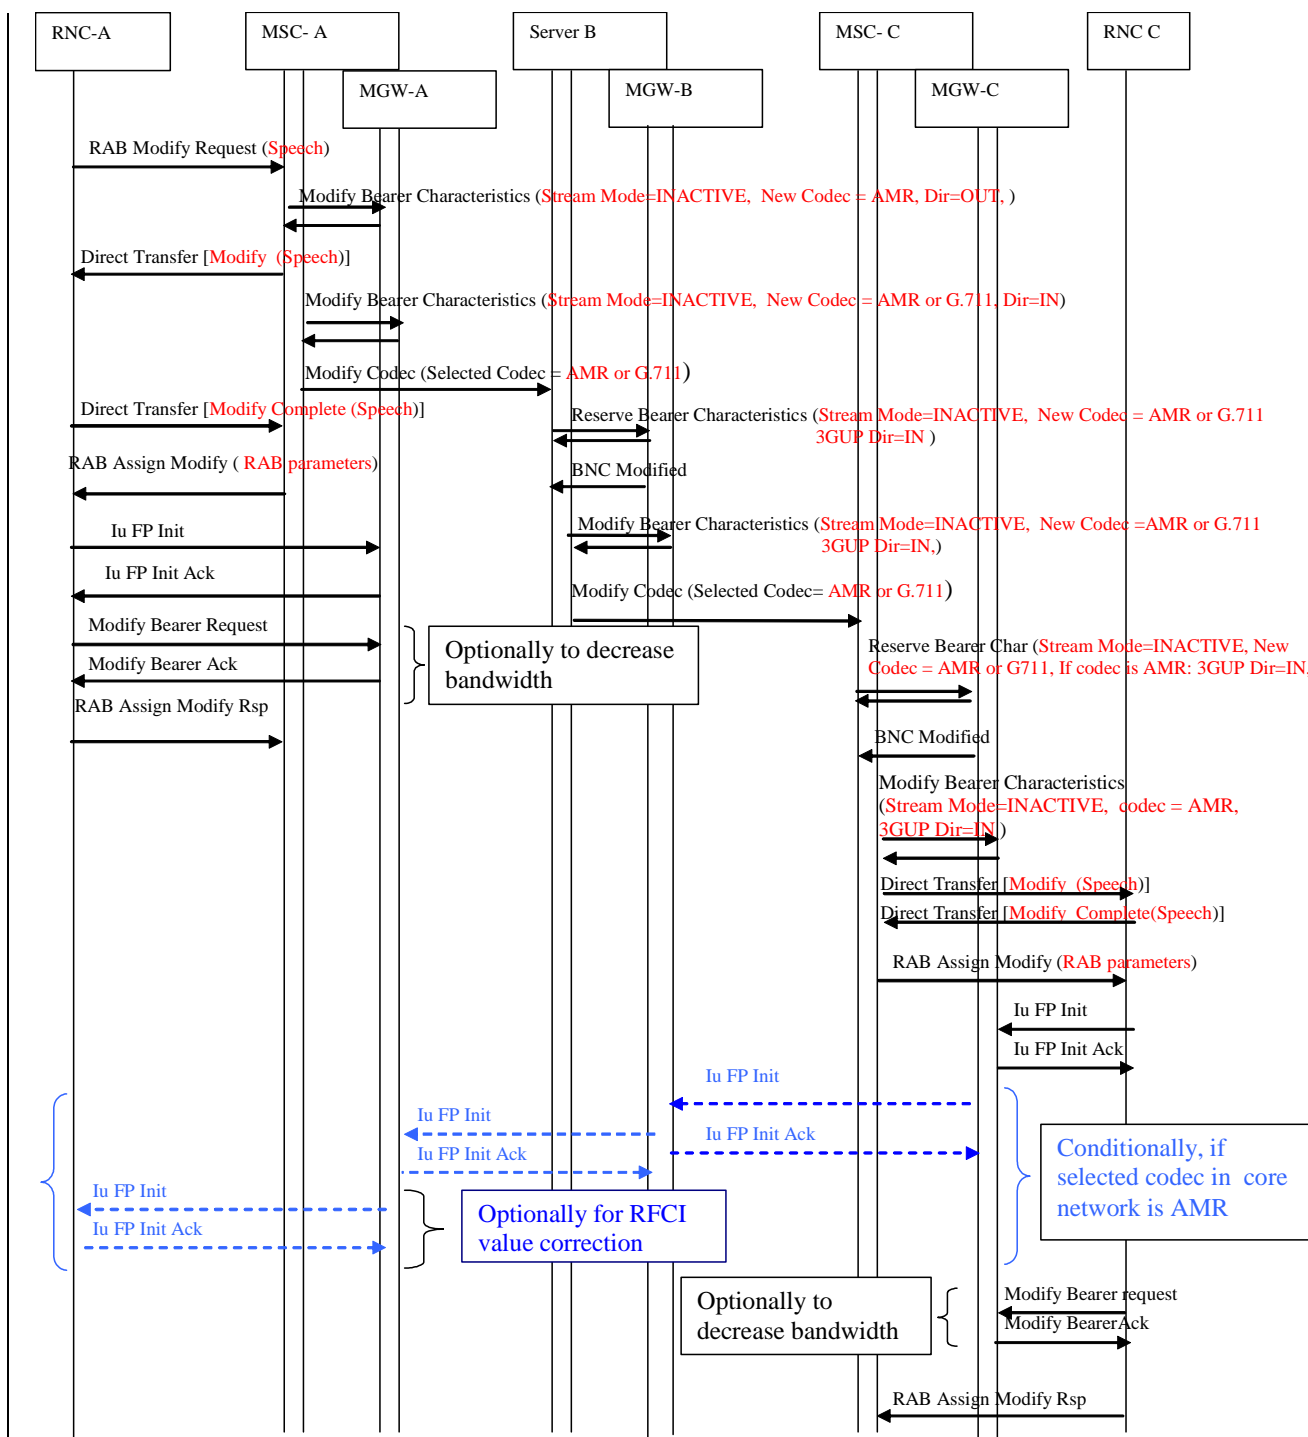 RNC-A
MSC- A
Server B
MSC- C
RNC C
MGW-A
MGW-B
MGW-C
RAB Modify Request (Speech)
Modify Bearer Characteristics (Stream Mode=INACTIVE, New Codec = AMR, Dir=OUT, )
Direct Transfer [Modify (Speech)]
Modify Bearer Characteristics (Stream Mode=INACTIVE, New Codec = AMR or G.711, Dir=IN)
Modify Codec (Selected Codec = AMR or G.711)
Direct Transfer [Modify Complete (Speech)]
Reserve Bearer Characteristics (Stream Mode=INACTIVE, New Codec = AMR or G.711
3GUP Dir=IN )
RAB Assign Modify ( RAB parameters)
BNC Modified
Iu FP Init
Modify Bearer Characteristics (Stream Mode=INACTIVE, New Codec =AMR or G.711
3GUP Dir=IN,)
Iu FP Init Ack
Modify Codec (Selected Codec= AMR or G.711)
Modify Bearer Request
Optionally to decrease
bandwidth
Reserve Bearer Char (Stream Mode=INACTIVE, New
Codec = AMR or G711, If codec is AMR: 3GUP Dir=IN,
Modify Bearer Ack
RAB Assign Modify Rsp
BNC Modified
Modify Bearer Characteristics
(Stream Mode=INACTIVE, codec = AMR,
3GUP Dir=IN )
Direct Transfer [Modify (Speech)]
Direct Transfer [Modify Complete(Speech)]
RAB Assign Modify (RAB parameters)
Iu FP Init
Iu FP Init Ack
Iu FP Init
Iu FP Init
Iu FP Init Ack
Iu FP Init Ack
Conditionally, if
selected codec in core
network is AMR
Iu FP Init
Iu FP Init Ack
Optionally for RFCI
value correction
Modify Bearer request
Optionally to
decrease bandwidth
Modify BearerAck
RAB Assign Modify Rsp